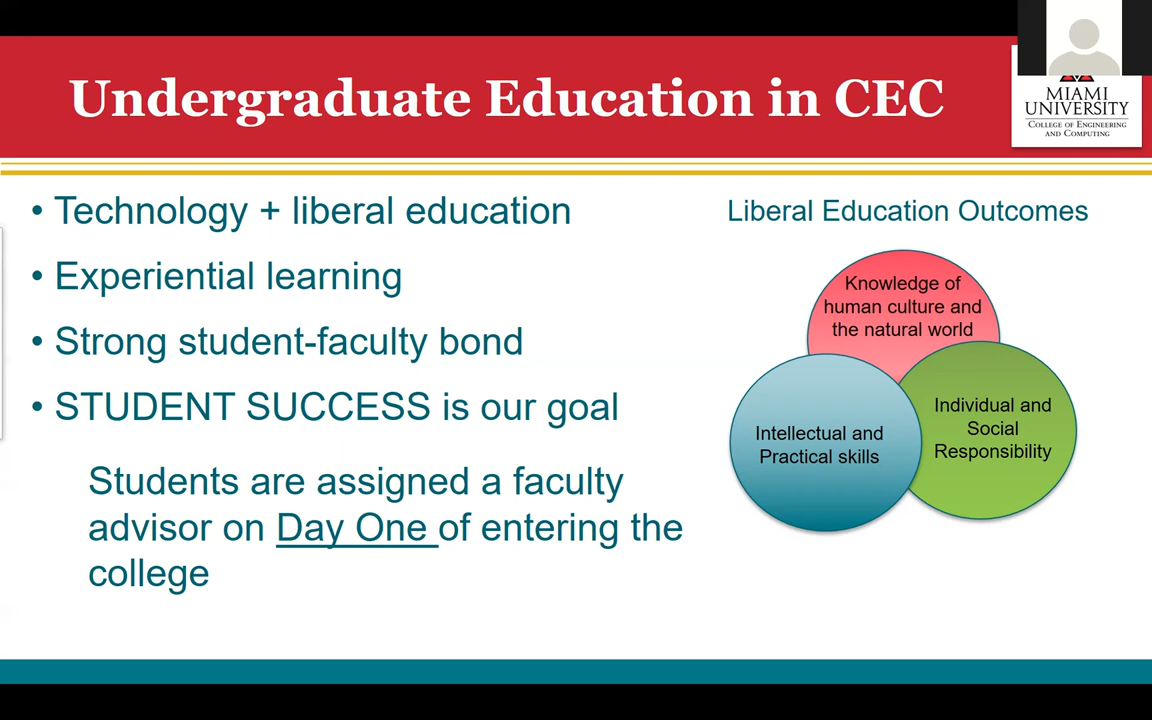 Undergraduate Education in CEC
MIAMI
UNIVERSITY
COLLEGE OF ENGINEERING
AND COMPUTING
• Technology + liberal education
• Experiential learning
• Strong student-faculty bond
• STUDENT SUCCESS is our goal
Students are assigned a faculty
advisor on Day One of entering the
college
Liberal Education Outcomes
Knowledge of
human culture and
the natural world
Intellectual and
Practical skills
Individual and
Social
Responsibility